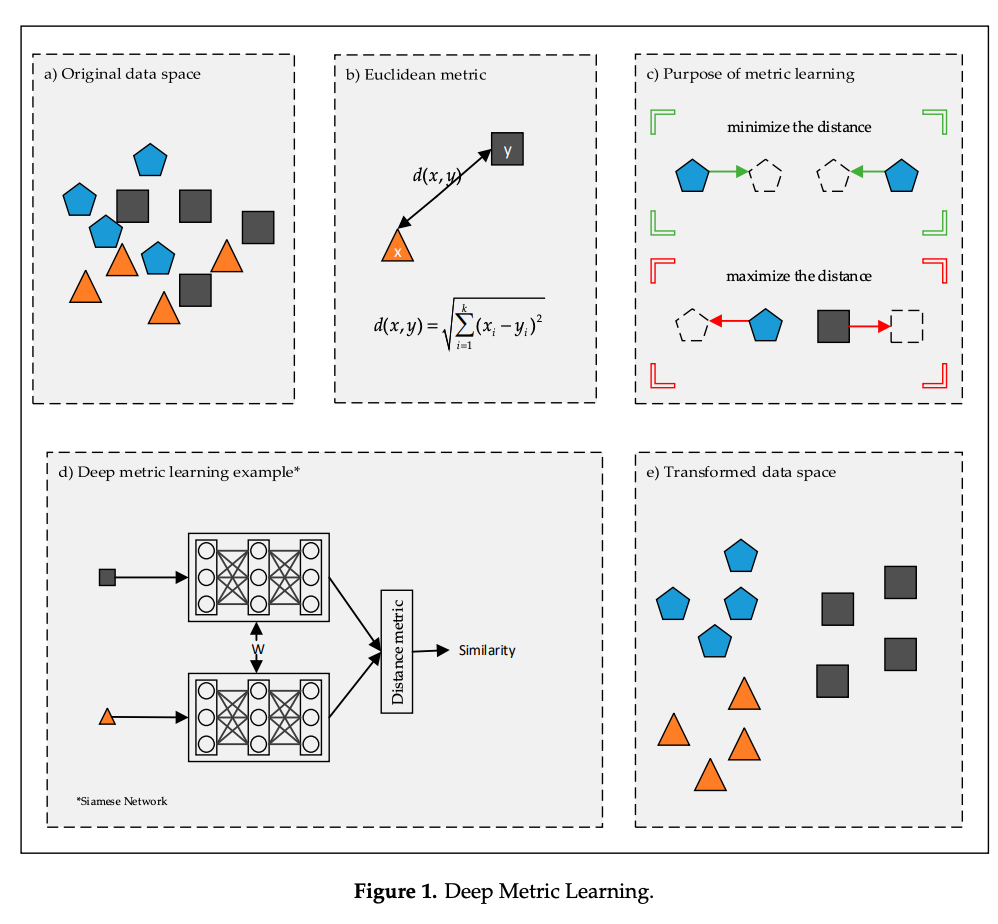 a) Original data space
b) Euclidean metric
y
d(x,y)
x
d(x,y) = √∑_{i=1}^{k}(x_i − y_i)^2
c) Purpose of metric learning
minimize the distance
maximize the distance
d) Deep metric learning example*
W
Distance metric
Similarity
*Siamese Network
e) Transformed data space
Figure 1. Deep Metric Learning.